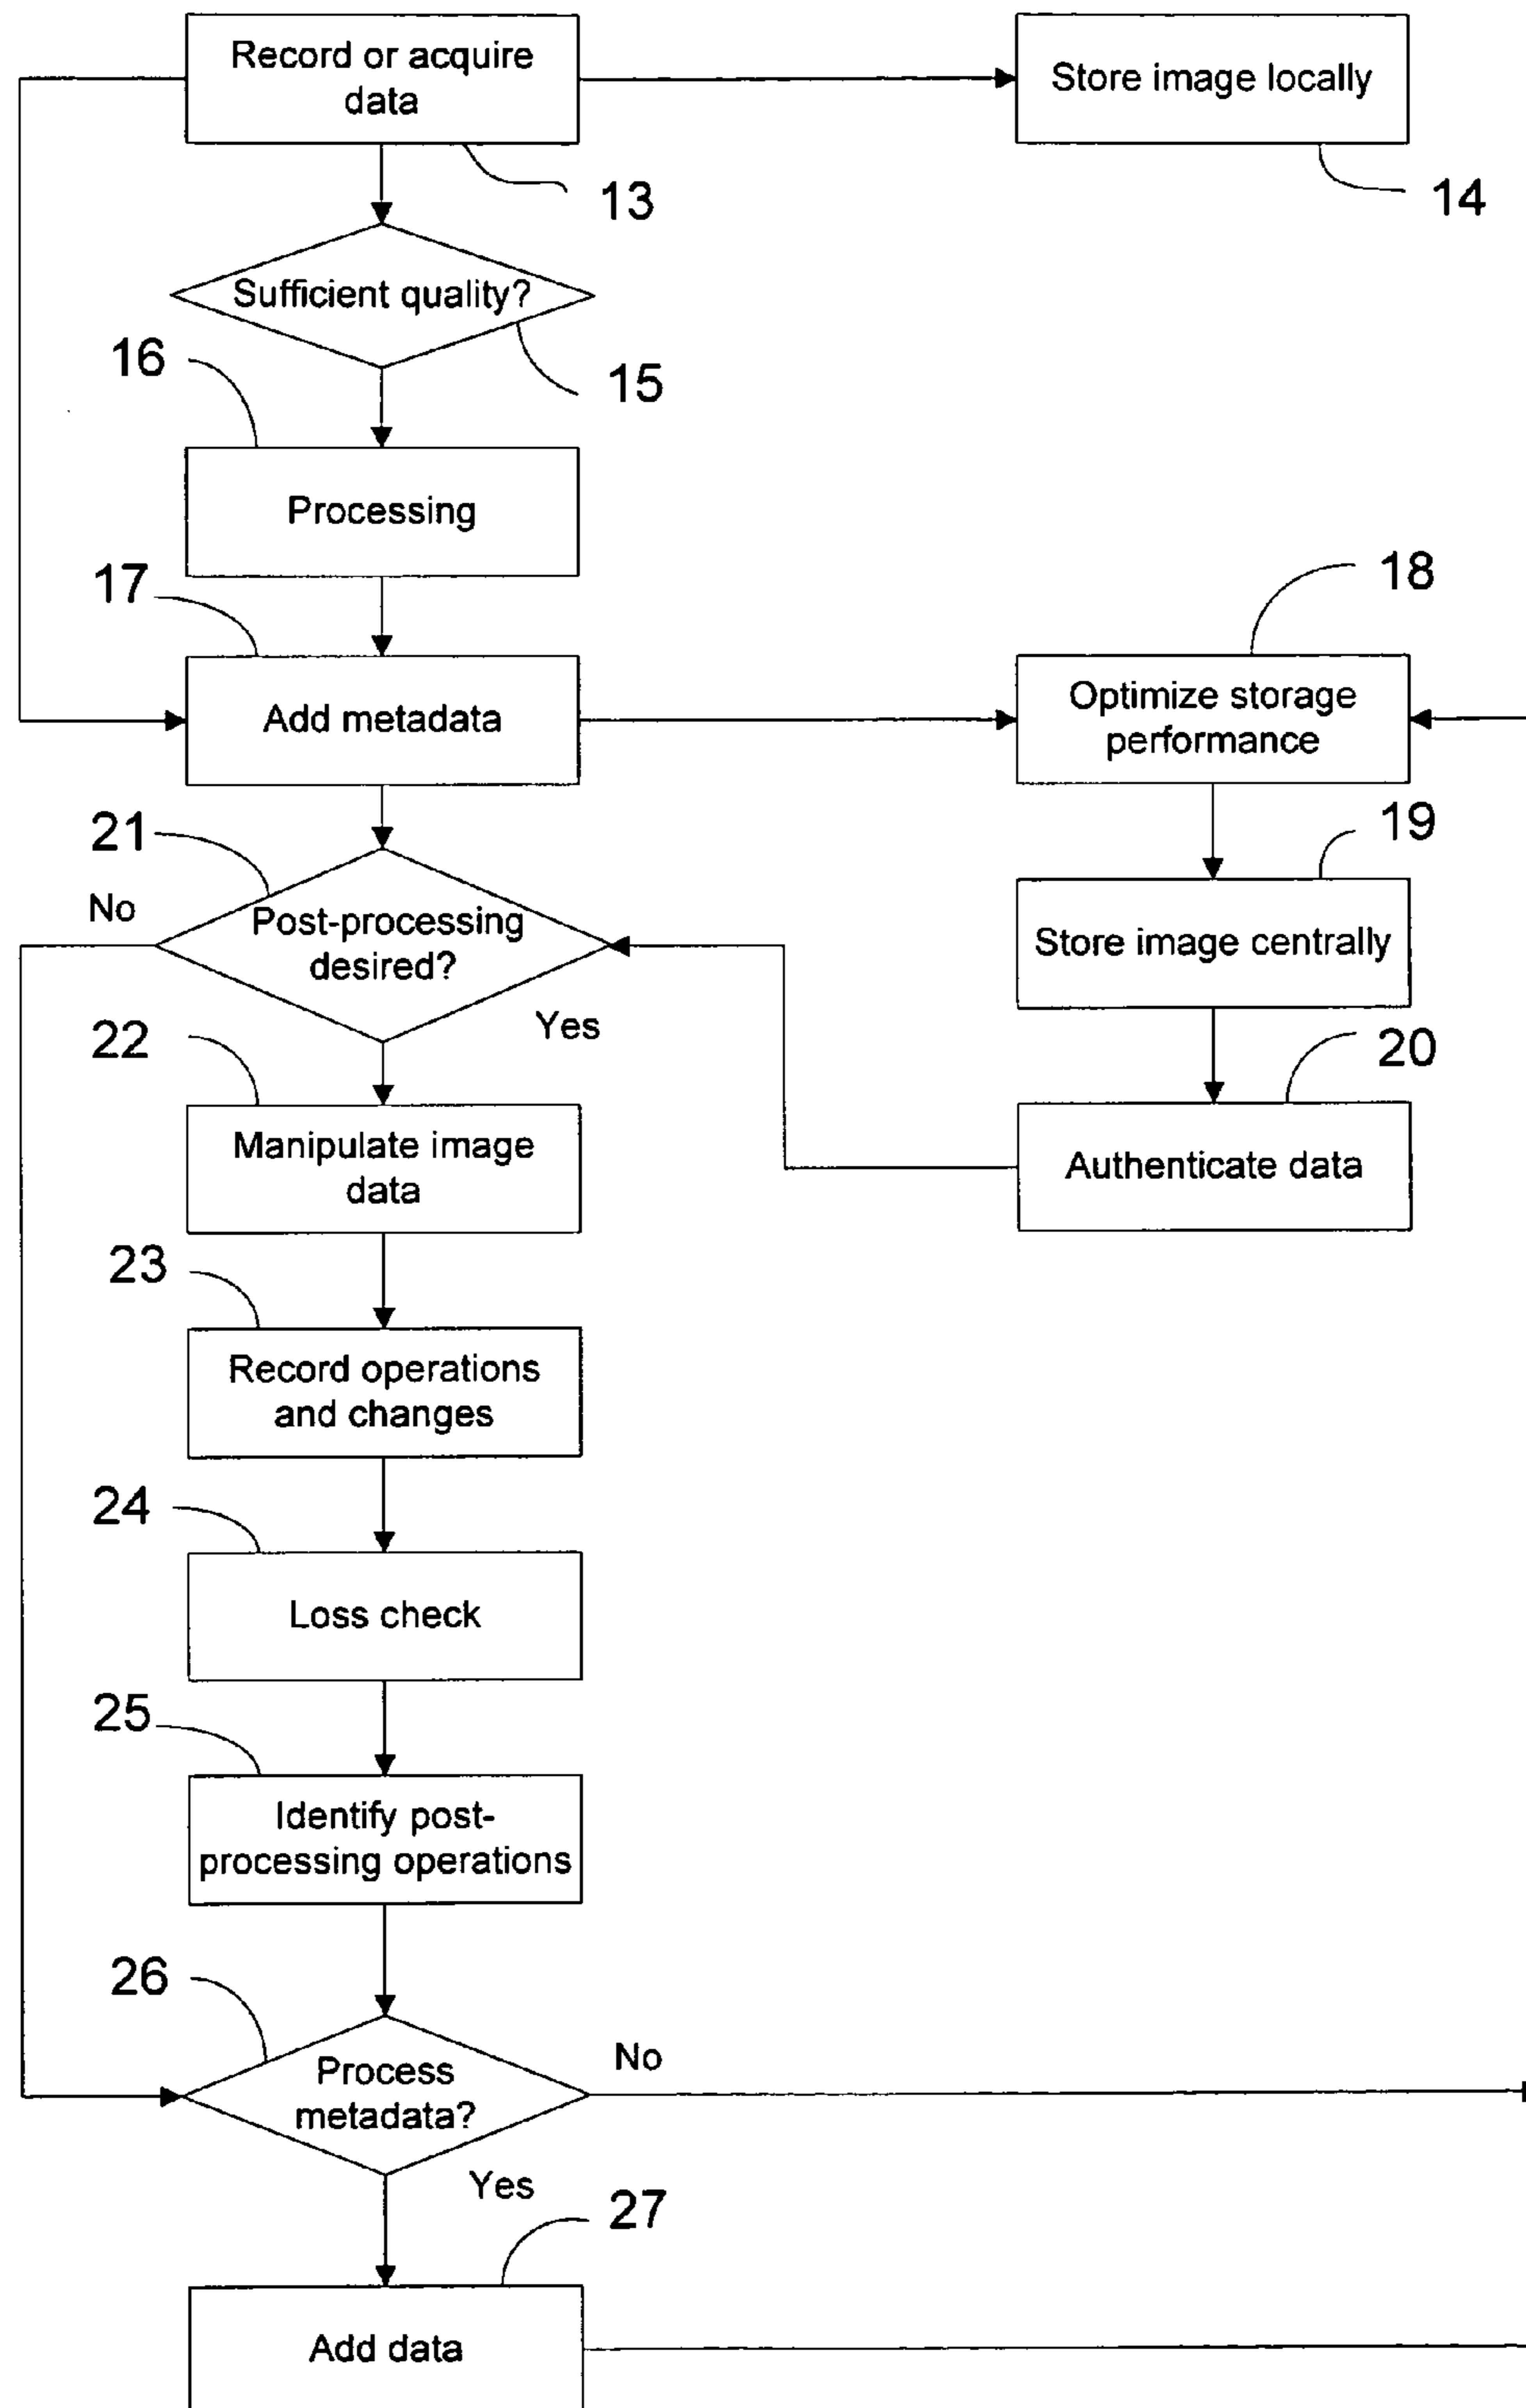 Record or acquire
data
Store image locally
13
14
Sufficient quality?
16
15
Processing
17
18
Add metadata
Optimize storage
performance
21
19
No
Post-processing
desired?
Store image centrally
Yes
22
20
Manipulate image
data
Authenticate data
23
Record operations
and changes
24
Loss check
25
Identify post-
processing operations
26
Process
metadata?
No
Yes
27
Add data